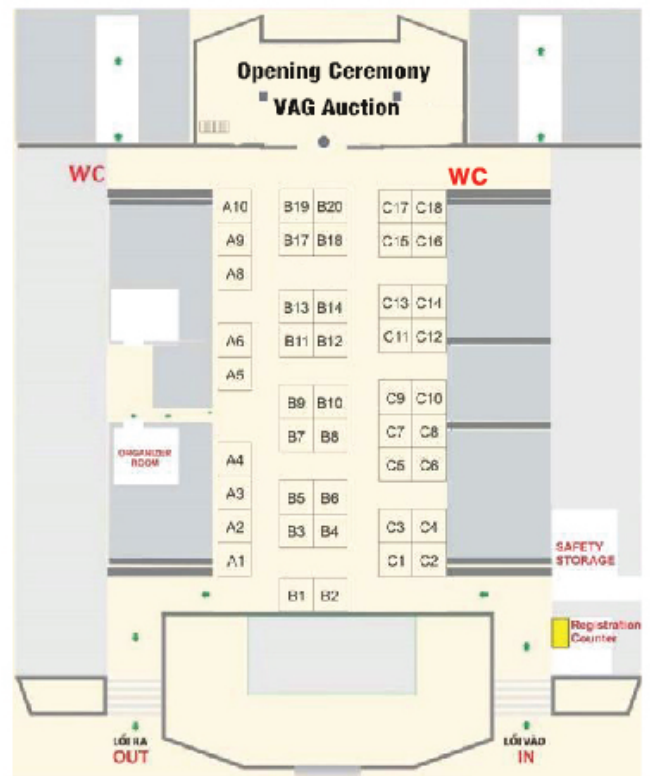 Opening Ceremony
VAG Auction
WC
WC
A10 B19 B20 C17 C18
A9 B17 B18 C15 C16
A8
B13 B14 C13 C14
A6 B11 B12 C11 C12
A5
B9 B10 C9 C10
B7 B8 C7 C8
ORGANIZER
ROOM
A4 C5 C6
A3 B5 B6
A2 B3 B4 C3 C4
A1 C1 C2
SAFETY
STORAGE
B1 B2
Registration
Counter
LỐI RA
OUT
LỐI VÀO
IN